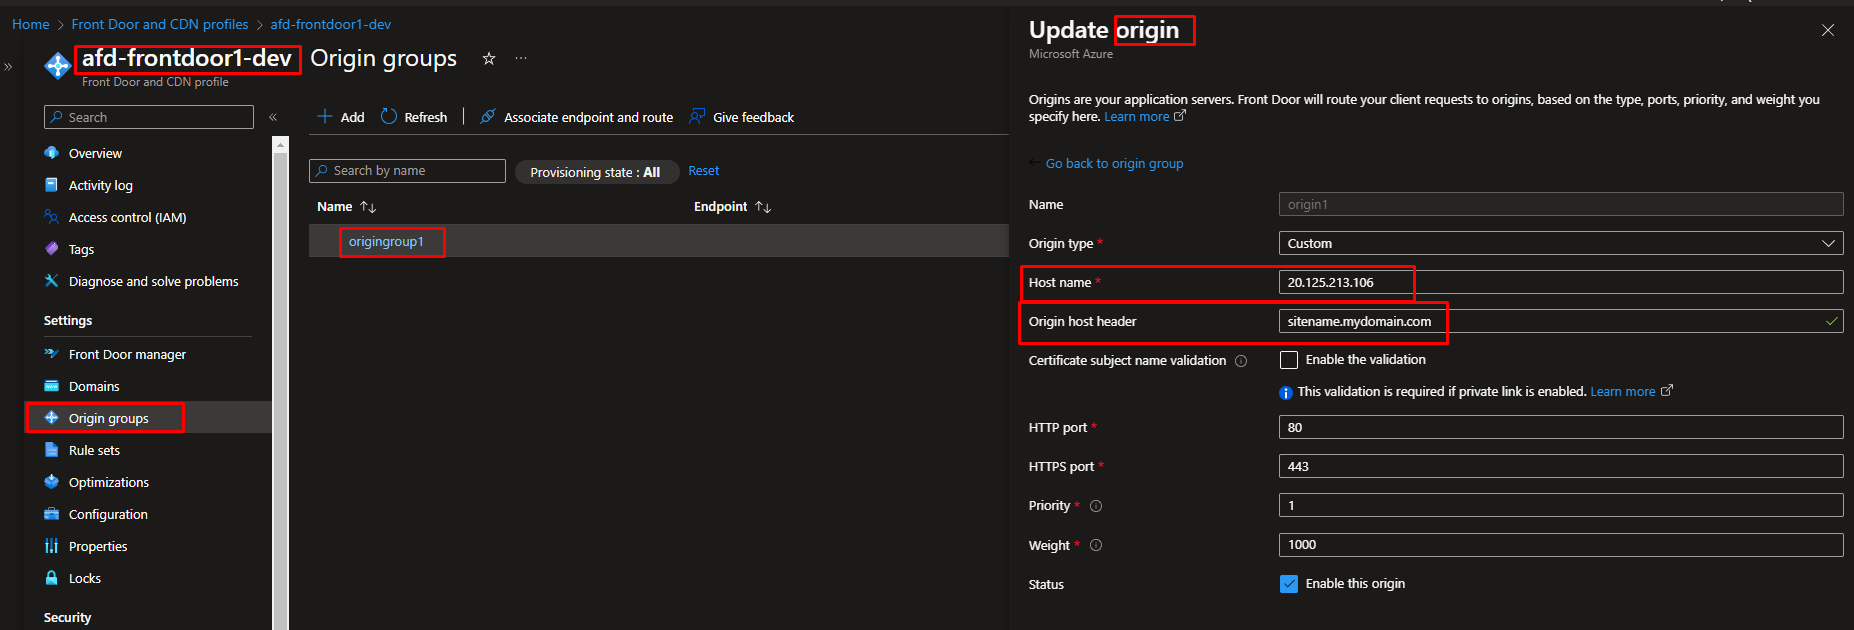 Home > Front Door and CDN profiles > afd-frontdoor1-dev
afd-frontdoor1-dev Origin groups
Front Door and CDN profile
Search
Overview
Activity log
Access control (IAM)
Tags
Diagnose and solve problems
Settings
Front Door manager
Domains
Origin groups
Rule sets
Optimizations
Configuration
Properties
Locks
Security
Add Refresh Associate endpoint and route Give feedback
Search by name Provisioning state : All Reset
Name Endpoint
origingroup1
Update origin
Microsoft Azure
Origins are your application servers. Front Door will route your client requests to origins, based on the type, ports, priority, and weight you
specify here. Learn more
Go back to origin group
Name origin1
Origin type * Custom
Host name * 20.125.213.106
Origin host header sitename.mydomain.com
Certificate subject name validation Enable the validation
This validation is required if private link is enabled. Learn more
HTTP port * 80
HTTPS port * 443
Priority * 1
Weight * 1000
Status Enable this origin